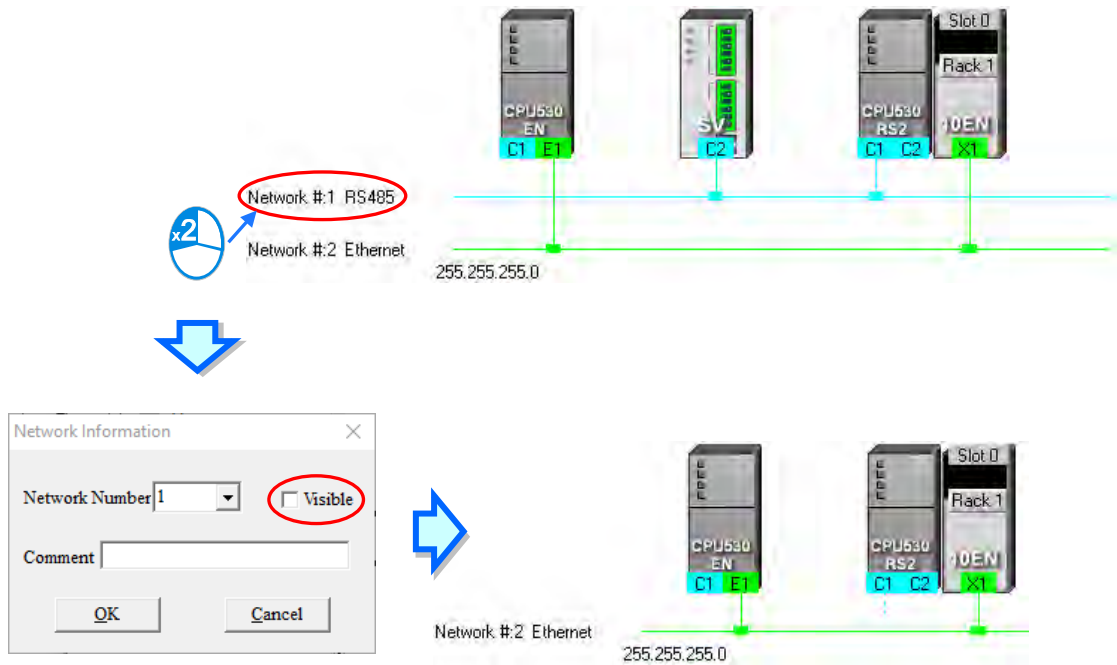 Slot 0
Rack 1
CPU530
EN
C1 E1
SV
C2
CPU530
RS2
C1 C2
10EN
X1
Network #:1 RS485
x2
Network #:2 Ethernet
255.255.255.0
Network Information
Network Number 1
Visible
Comment
OK
Cancel
Slot 0
Rack 1
CPU530
EN
C1 E1
CPU530
RS2
C1 C2
10EN
X1
Network #:2 Ethernet
255.255.255.0